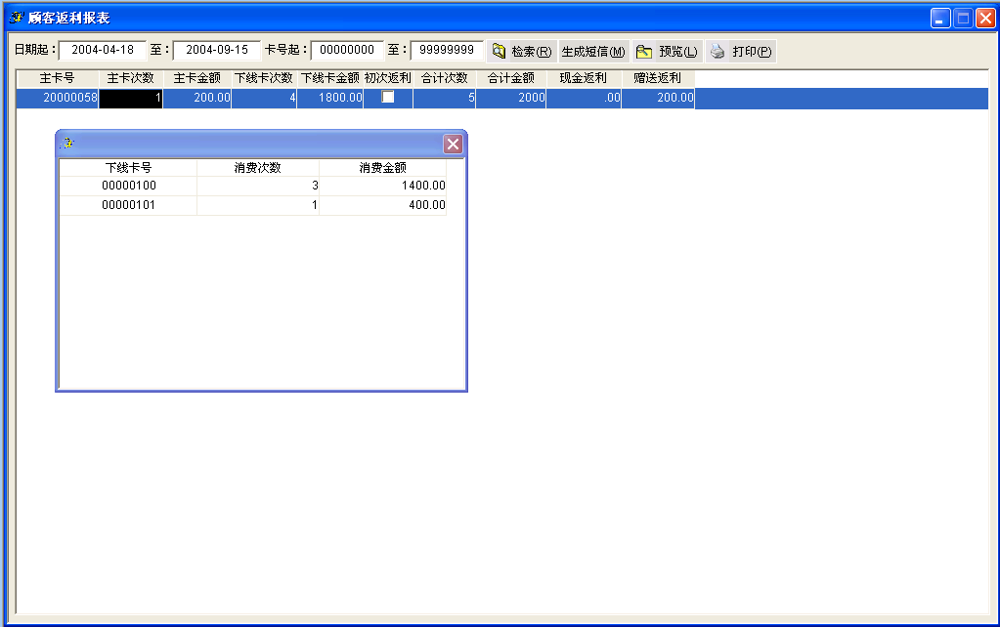 顾客返利报表
日期起： 2004-04-18 至： 2004-09-15 卡号起： 00000000 至： 99999999 检索(R) 生成短信(M) 预览(L) 打印(P)
主卡号 主卡次数 主卡金额 下线卡次数 下线卡金额 初次返利 合计次数 合计金额 现金返利 赠送返利
20000058 1 200.00 4 1800.00 5 2000 .00 200.00
下线卡号 消费次数 消费金额
00000100 3 1400.00
00000101 1 400.00